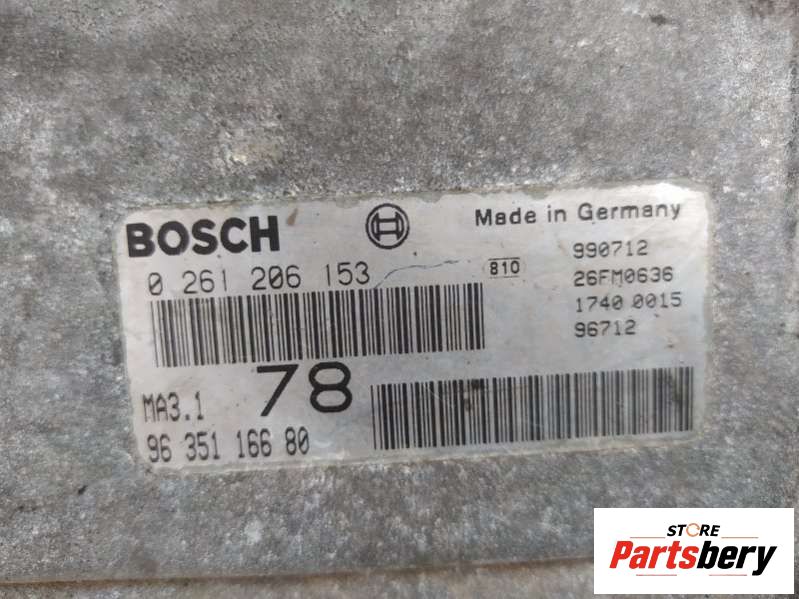 BOSCH
Made in Germany
0 261 206 153
810
990712
26FM0636
1740 0015
96712
MA3.1
78
96 351 166 80
STORE
Partsbery